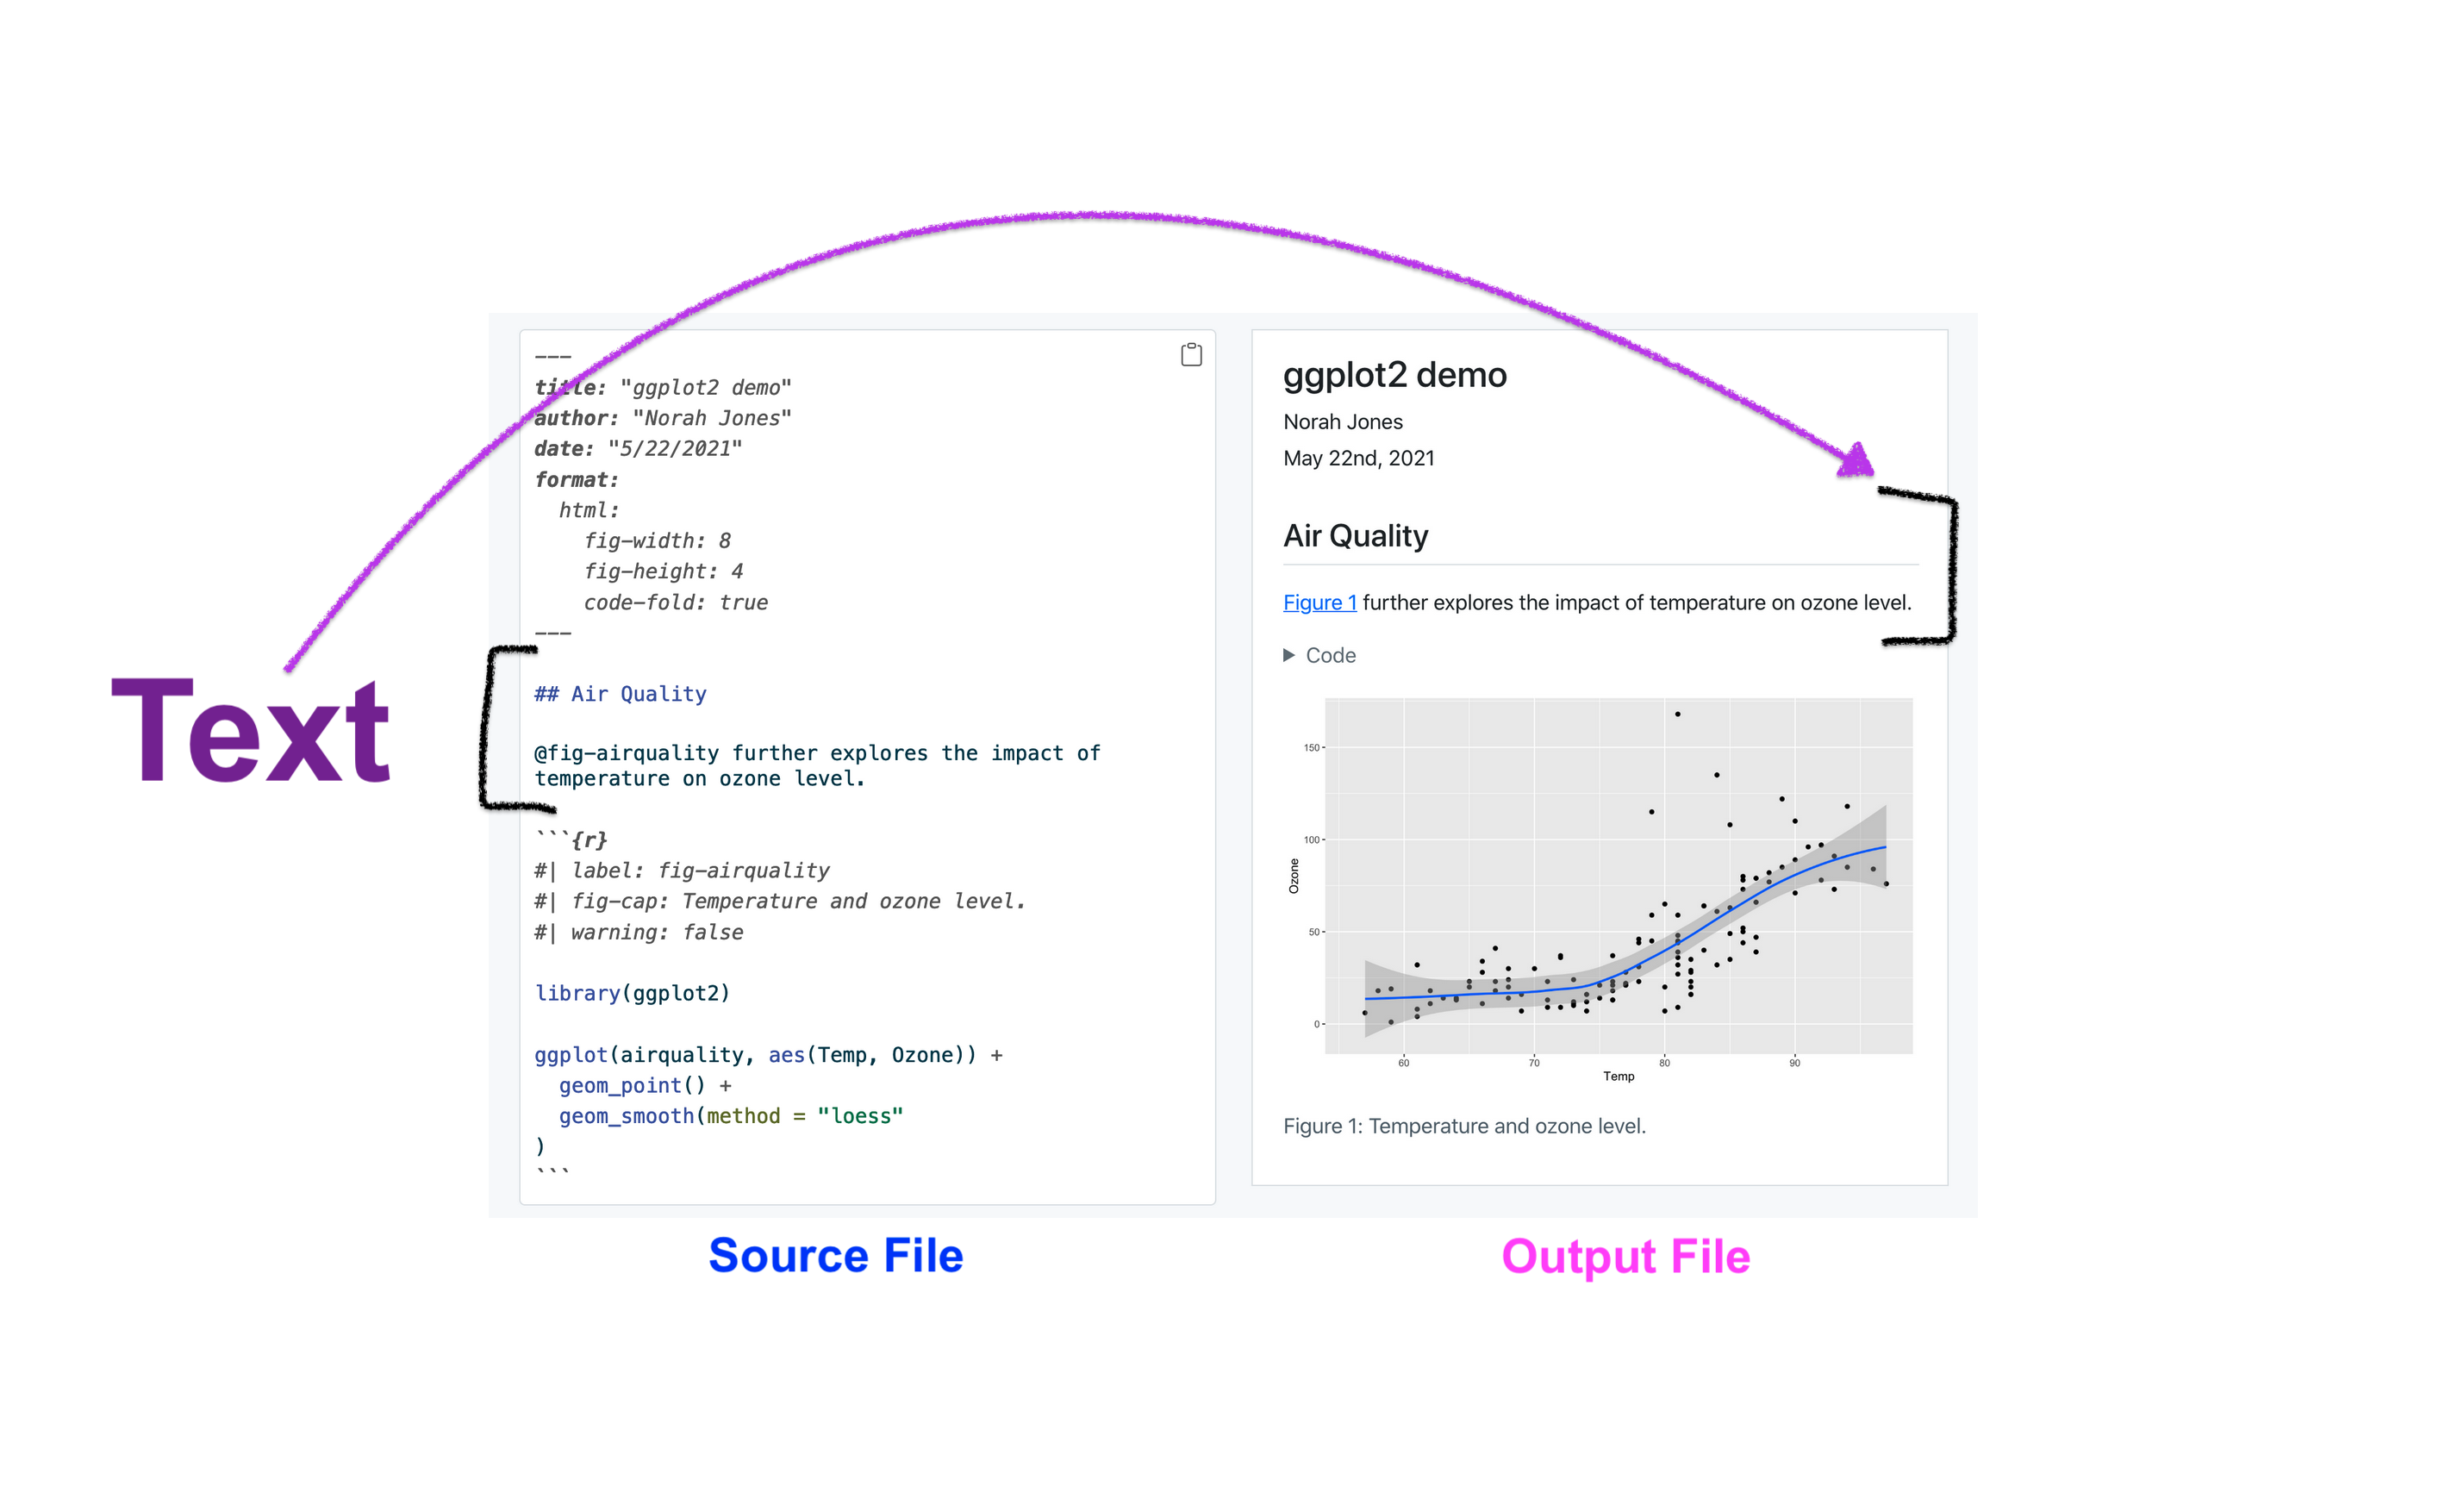 Text
---
title: "ggplot2 demo"
author: "Norah Jones"
date: "5/22/2021"
format:
  html:
    fig-width: 8
    fig-height: 4
    code-fold: true
---
## Air Quality
@fig-airquality further explores the impact of
temperature on ozone level.
```{r}
#| label: fig-airquality
#| fig-cap: Temperature and ozone level.
#| warning: false
library(ggplot2)
ggplot(airquality, aes(Temp, Ozone)) +
  geom_point() +
  geom_smooth(method = "loess"
)
```
Source File
ggplot2 demo
Norah Jones
May 22nd, 2021
Air Quality
Figure 1 further explores the impact of temperature on ozone level.
Code
150
100
50
0
Ozone
60 70 80 90
Temp
Figure 1: Temperature and ozone level.
Output File